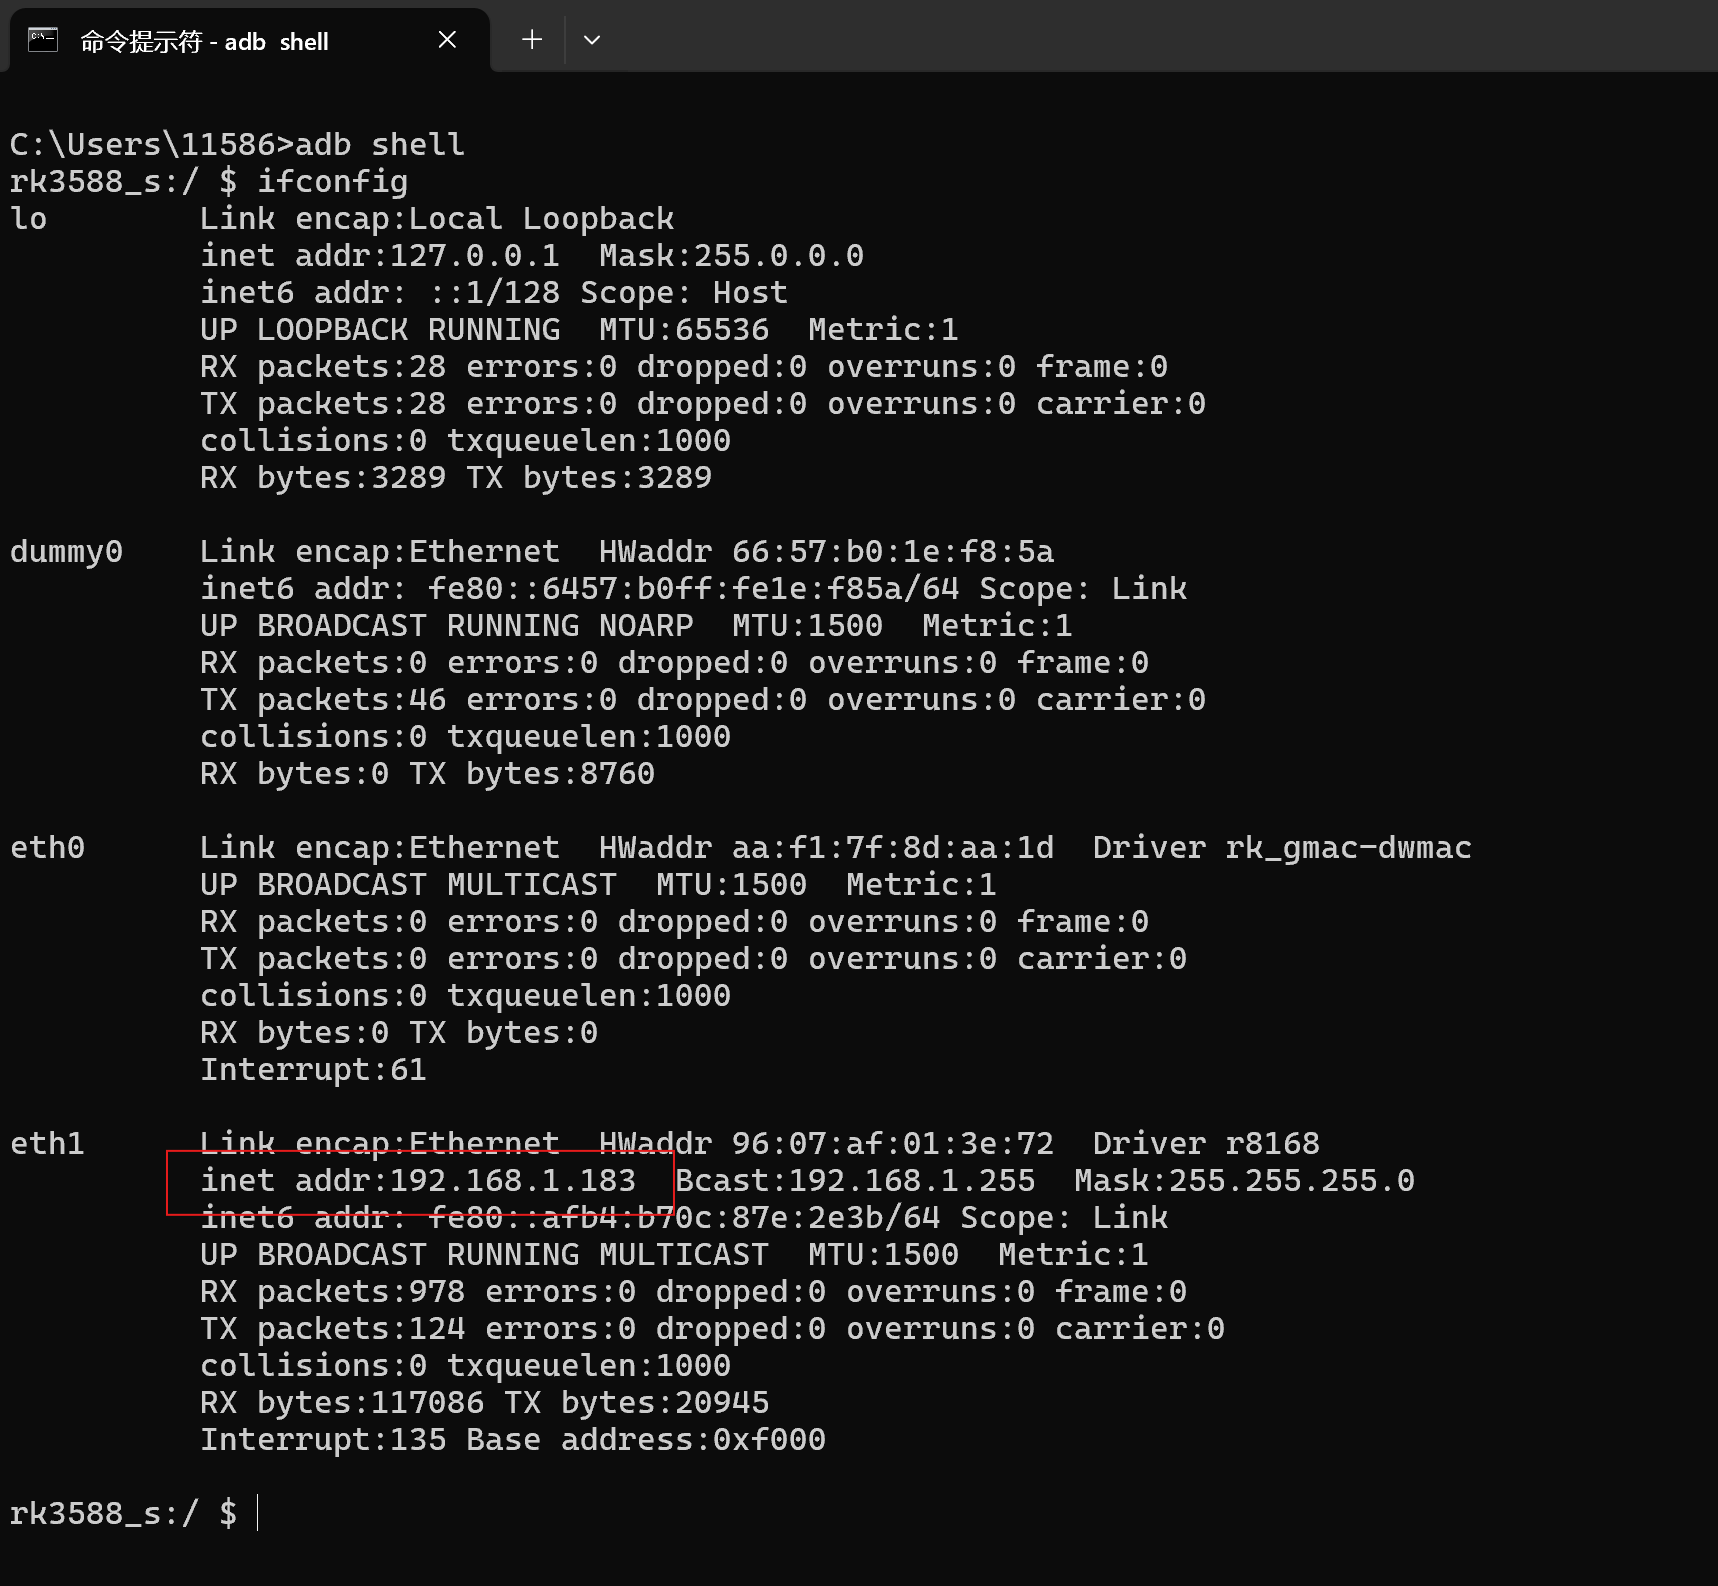 命令提示符 - adb  shell
C:\Users\11586>adb shell
rk3588_s:/ $ ifconfig
lo        Link encap:Local Loopback
          inet addr:127.0.0.1  Mask:255.0.0.0
          inet6 addr: ::1/128 Scope: Host
          UP LOOPBACK RUNNING  MTU:65536  Metric:1
          RX packets:28 errors:0 dropped:0 overruns:0 frame:0
          TX packets:28 errors:0 dropped:0 overruns:0 carrier:0
          collisions:0 txqueuelen:1000
          RX bytes:3289 TX bytes:3289
dummy0    Link encap:Ethernet  HWaddr 66:57:b0:1e:f8:5a
          inet6 addr: fe80::6457:b0ff:fe1e:f85a/64 Scope: Link
          UP BROADCAST RUNNING NOARP  MTU:1500  Metric:1
          RX packets:0 errors:0 dropped:0 overruns:0 frame:0
          TX packets:46 errors:0 dropped:0 overruns:0 carrier:0
          collisions:0 txqueuelen:1000
          RX bytes:0 TX bytes:8760
eth0      Link encap:Ethernet  HWaddr aa:f1:7f:8d:aa:1d  Driver rk_gmac-dwmac
          UP BROADCAST MULTICAST  MTU:1500  Metric:1
          RX packets:0 errors:0 dropped:0 overruns:0 frame:0
          TX packets:0 errors:0 dropped:0 overruns:0 carrier:0
          collisions:0 txqueuelen:1000
          RX bytes:0 TX bytes:0
          Interrupt:61
eth1      Link encap:Ethernet  HWaddr 96:07:af:01:3e:72  Driver r8168
          inet addr:192.168.1.183  Bcast:192.168.1.255  Mask:255.255.255.0
          inet6 addr: fe80::afb4:b70c:87e:2e3b/64 Scope: Link
          UP BROADCAST RUNNING MULTICAST  MTU:1500  Metric:1
          RX packets:978 errors:0 dropped:0 overruns:0 frame:0
          TX packets:124 errors:0 dropped:0 overruns:0 carrier:0
          collisions:0 txqueuelen:1000
          RX bytes:117086 TX bytes:20945
          Interrupt:135 Base address:0xf000
rk3588_s:/ $